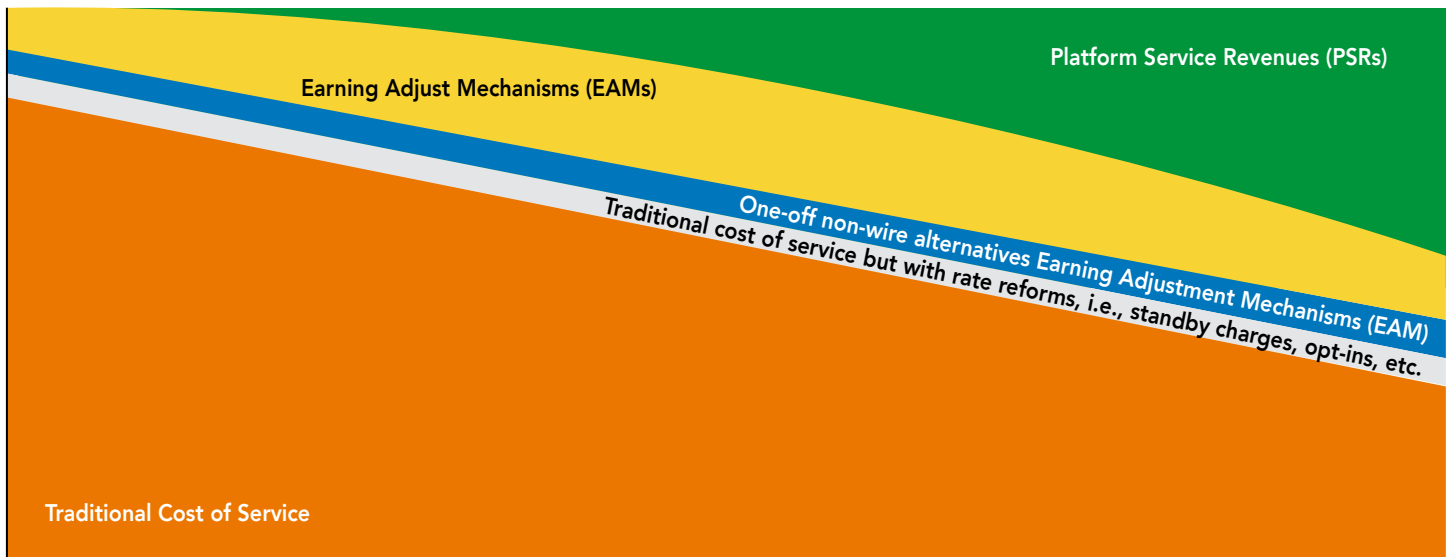 Platform Service Revenues (PSRs)
Earning Adjust Mechanisms (EAMs)
One-off non-wire alternatives Earning Adjustment Mechanisms (EAM)
Traditional cost of service but with rate reforms, i.e., standby charges, opt-ins, etc.
Traditional Cost of Service